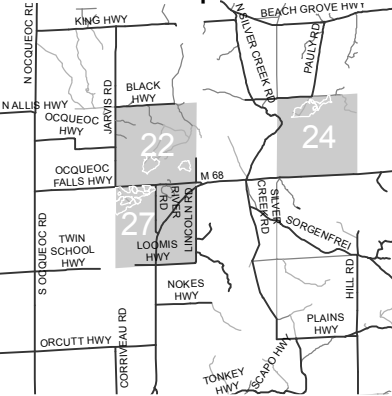 N OCQUEOC RD
KING HWY
N SILVER CREEK RD
BEACH GROVE HWY
PAULY RD
BLACK
HWY
JARVIS RD
N ALLIS HWY
OCQUEOC
HWY
22
24
OCQUEOC
FALLS HWY
M 68
RIVER
RD
LINCOLN RD
27
SILVER
CREEK RD
SORGENFREI
S OCQUEOC RD
TWIN
SCHOOL
HWY
LOOMIS
HWY
HILL RD
NOKES
HWY
PLAINS
HWY
ORCUTT HWY
CORRIVEAU RD
TONKEY
HWY
SCAPO HWY